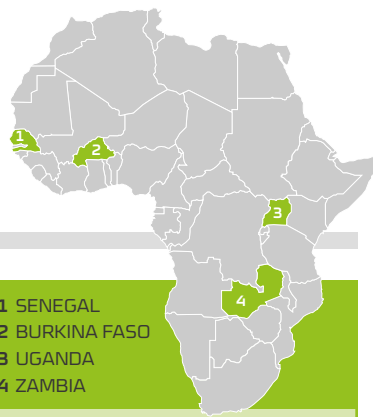 1
2
3
4
1 SENEGAL
2 BURKINA FASO
3 UGANDA
4 ZAMBIA